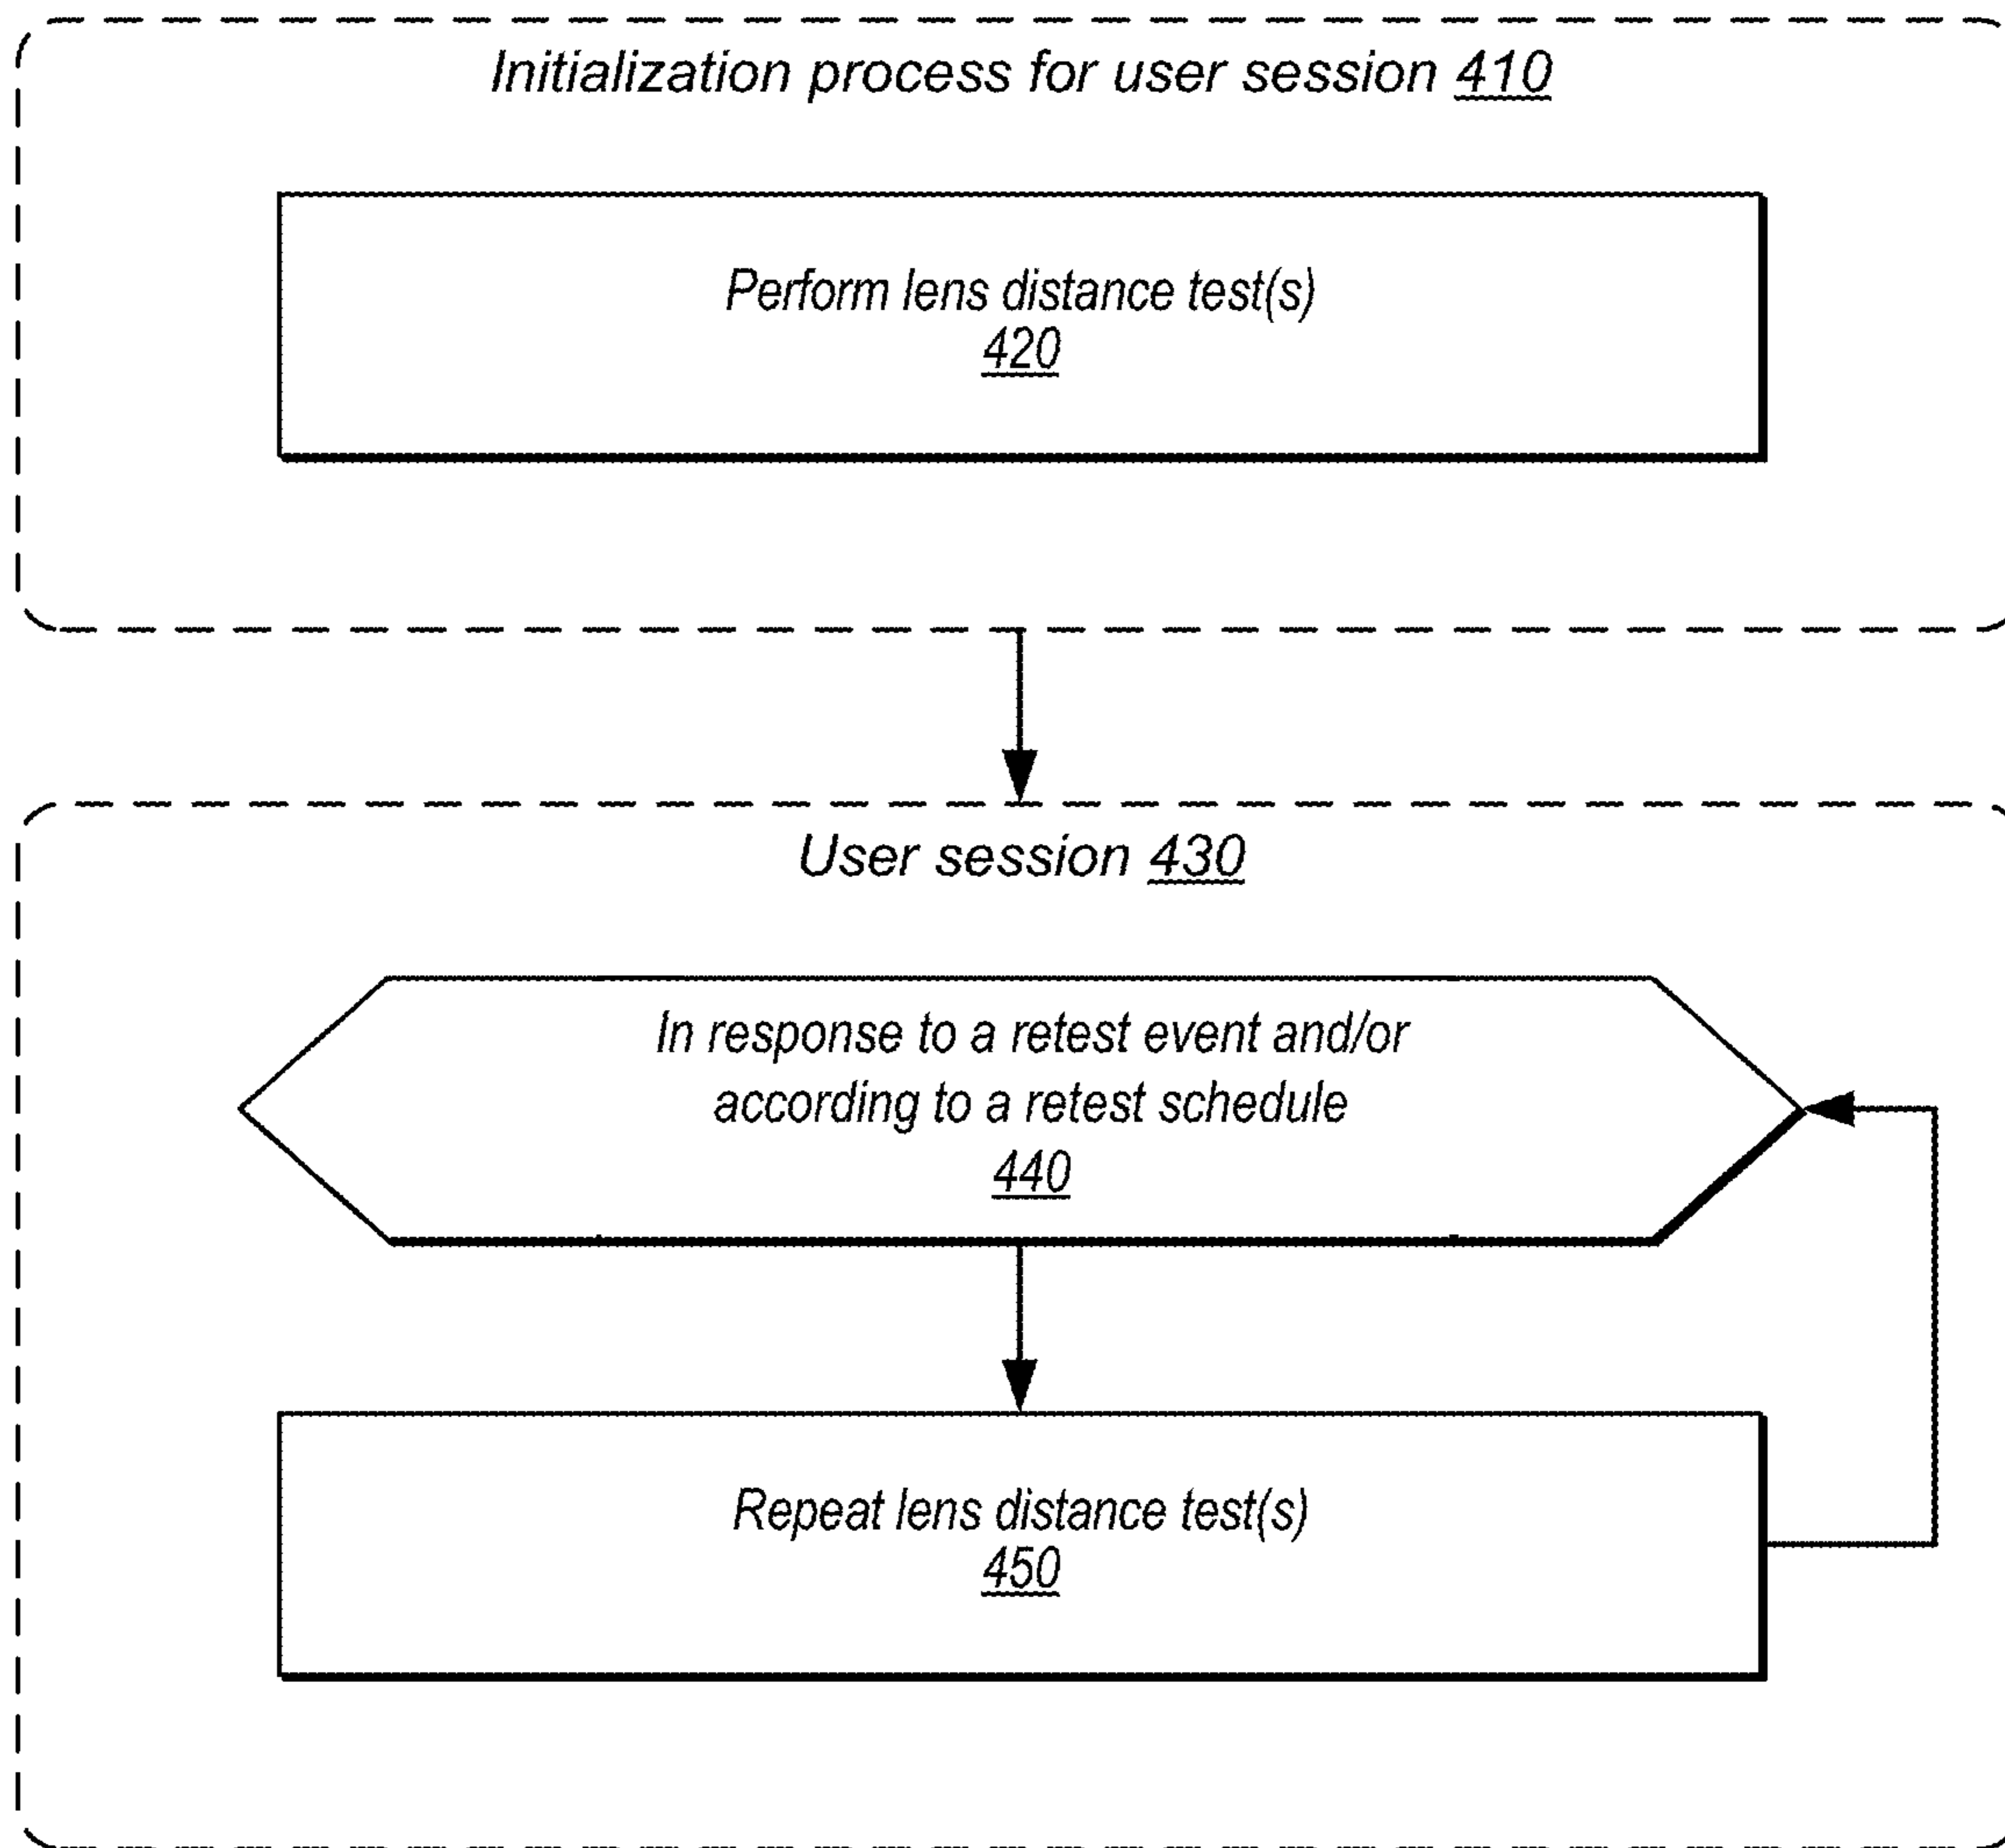 Initialization process for user session 410
Perform lens distance test(s)
420
User session 430
In response to a retest event and/or
according to a retest schedule
440
Repeat lens distance test(s)
450